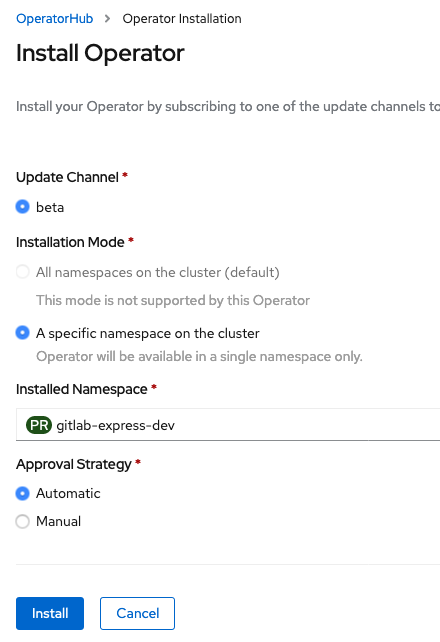 OperatorHub > Operator Installation
Install Operator
Install your Operator by subscribing to one of the update channels to
Update Channel *
beta
Installation Mode *
All namespaces on the cluster (default)
This mode is not supported by this Operator
A specific namespace on the cluster
Operator will be available in a single namespace only.
Installed Namespace *
PR gitlab-express-dev
Approval Strategy *
Automatic
Manual
Install Cancel